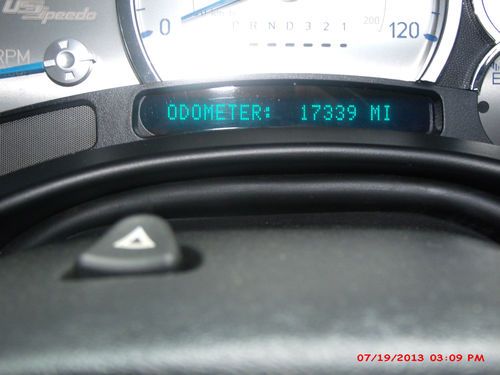 US Speedo
RPM
P R N D 3 2 1
200
0
120
E
ODOMETER: 17339 MI
07/19/2013 03:09 PM